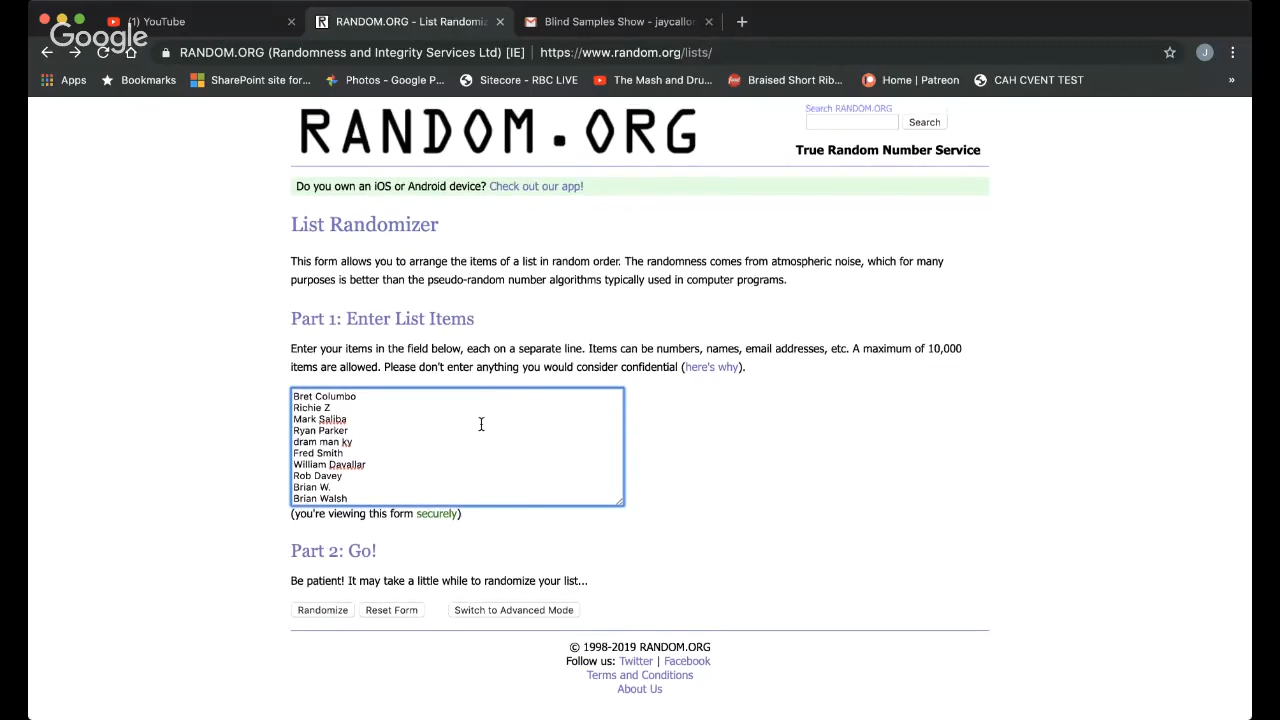 (1) YouTube
RANDOM.ORG - List Randomiz
Blind Samples Show - jaycallor
Google
RANDOM.ORG (Randomness and Integrity Services Ltd) [IE] | https://www.random.org/lists/
J
Apps Bookmarks SharePoint site for... Photos - Google P... Sitecore - RBC LIVE The Mash and Dru... Braised Short Rib... Home | Patreon CAH CVENT TEST »
RANDOM.ORG
Search RANDOM.ORG
Search
True Random Number Service
Do you own an iOS or Android device? Check out our app!
List Randomizer
This form allows you to arrange the items of a list in random order. The randomness comes from atmospheric noise, which for many
purposes is better than the pseudo-random number algorithms typically used in computer programs.
Part 1: Enter List Items
Enter your items in the field below, each on a separate line. Items can be numbers, names, email addresses, etc. A maximum of 10,000
items are allowed. Please don't enter anything you would consider confidential (here's why).
Bret Columbo
Richie Z
Mark Saliba
Ryan Parker
dram man ky
Fred Smith
William Davallar
Rob Davey
Brian W.
Brian Walsh
(you're viewing this form securely)
Part 2: Go!
Be patient! It may take a little while to randomize your list...
Randomize Reset Form Switch to Advanced Mode
© 1998-2019 RANDOM.ORG
Follow us: Twitter | Facebook
Terms and Conditions
About Us